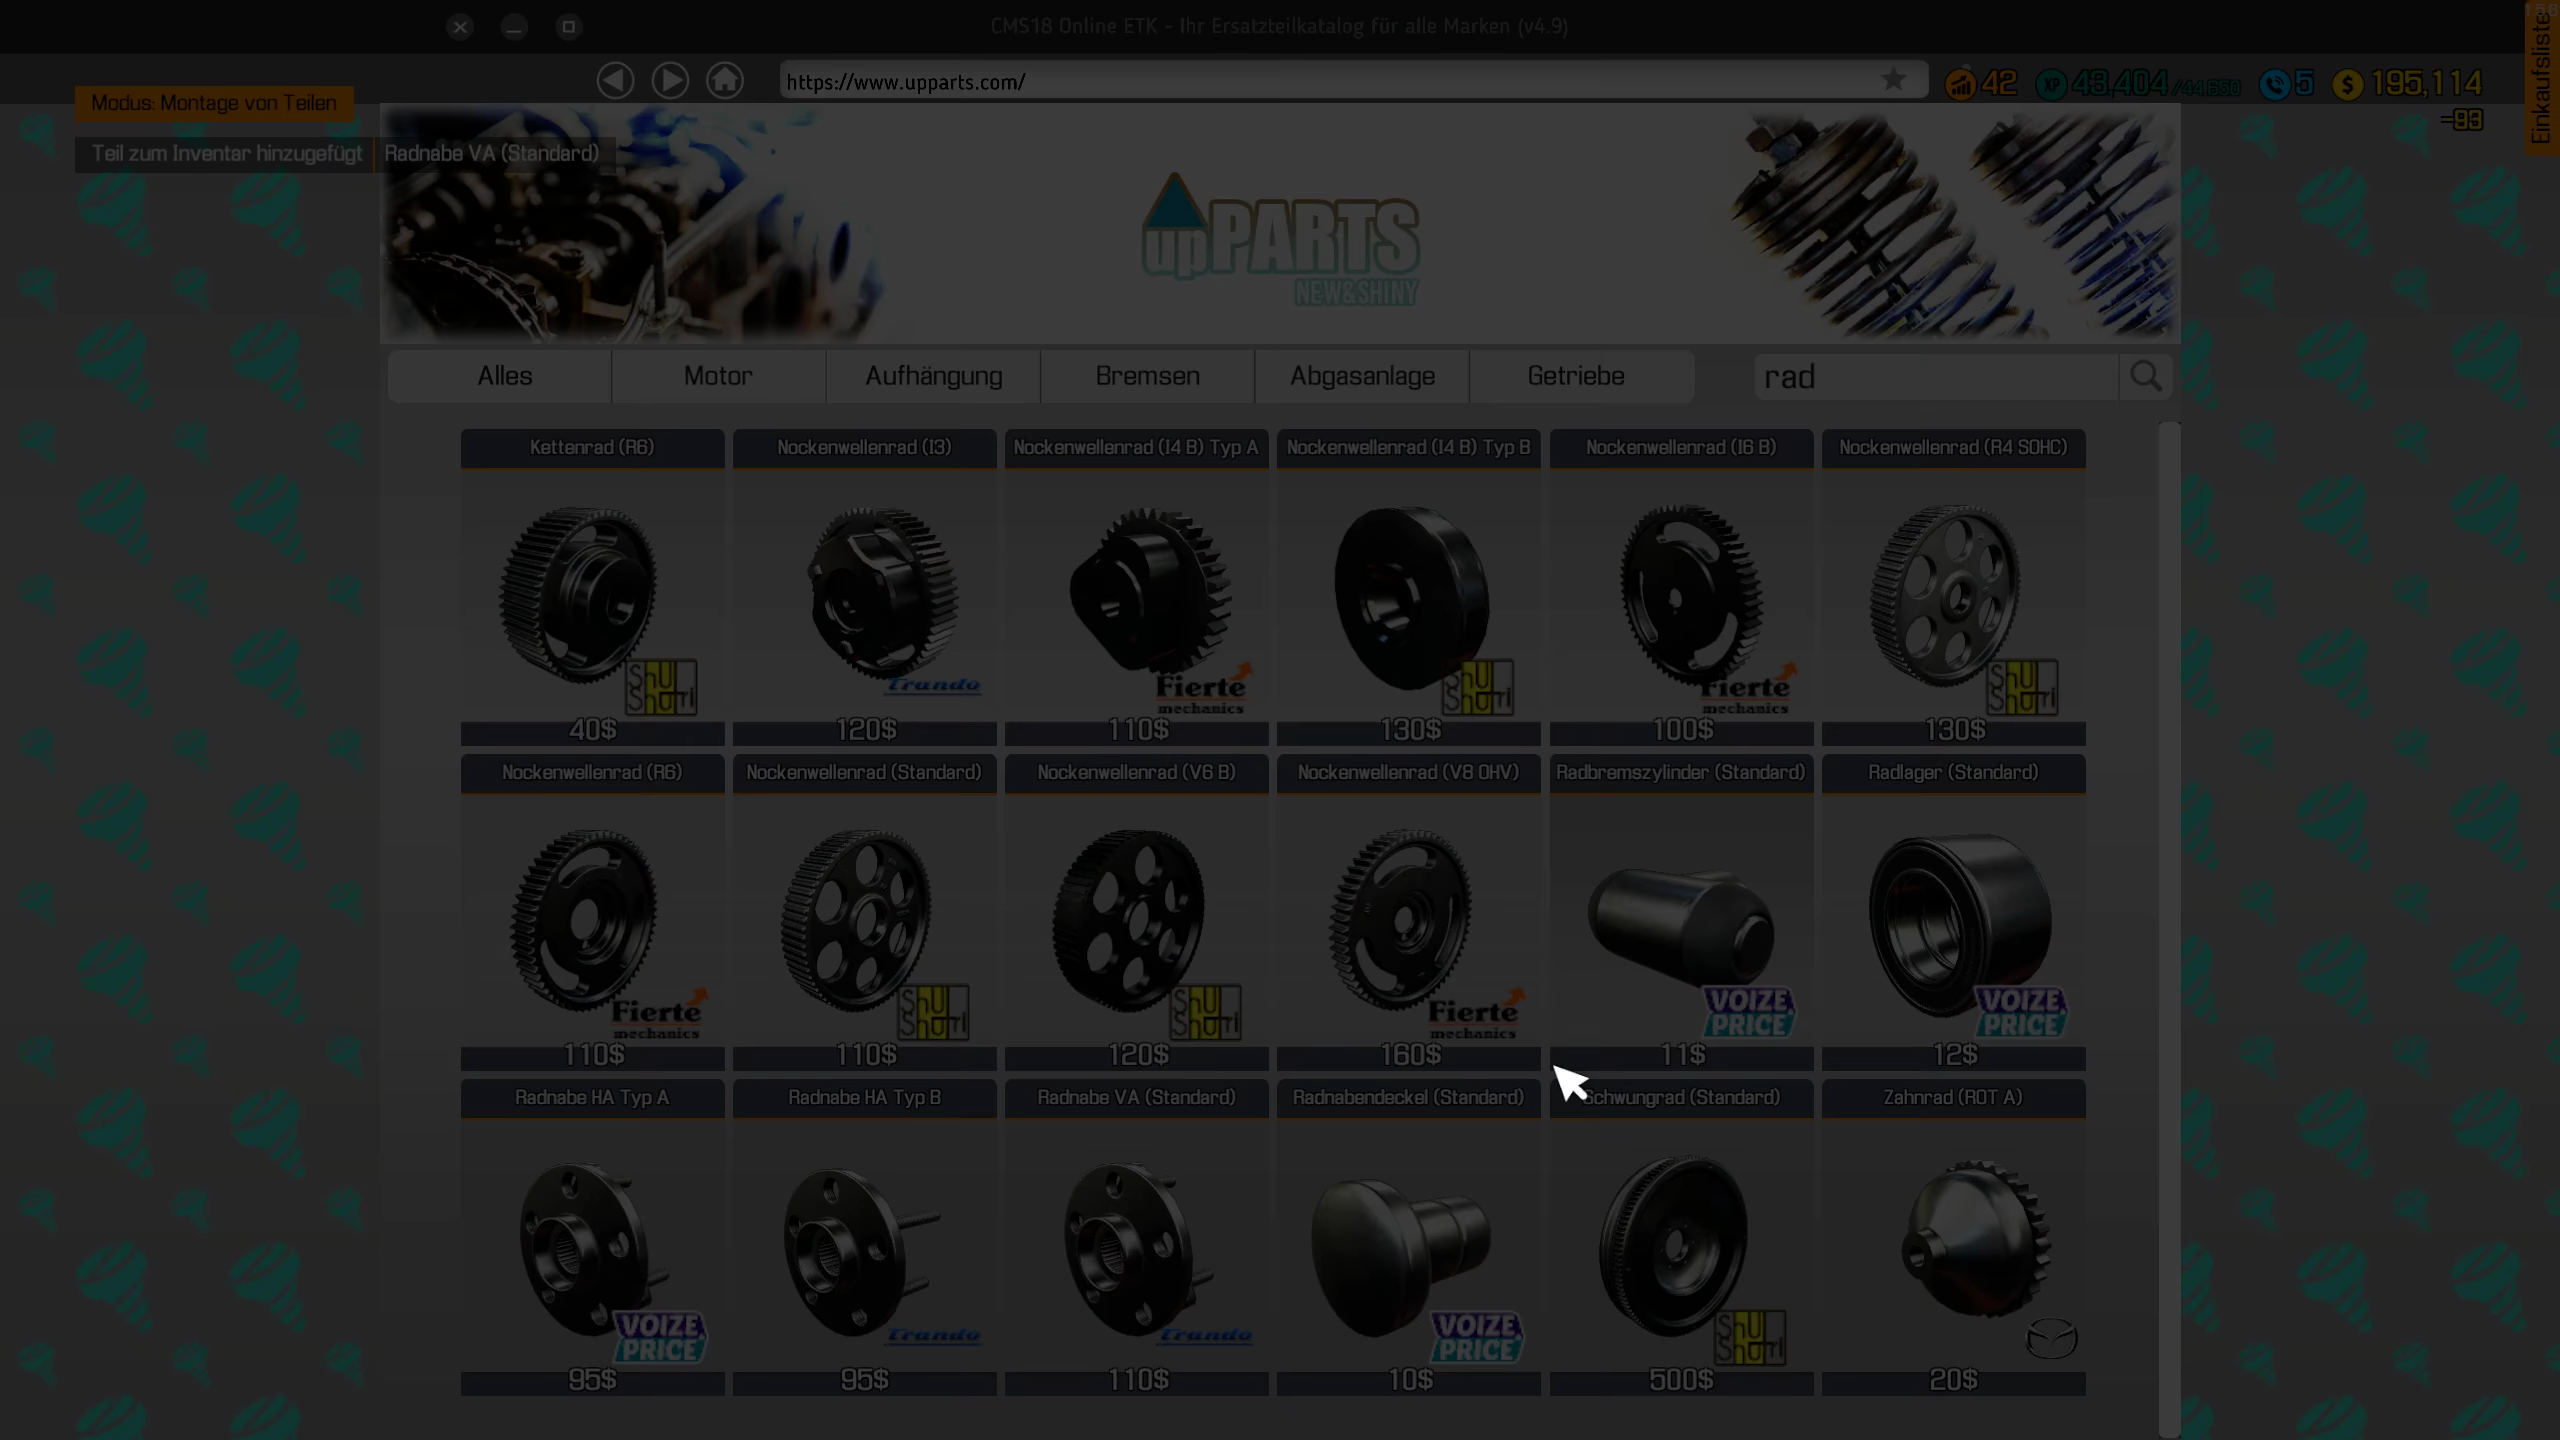 CMS18 Online ETK - Ihr Ersatzteilkatalog für alle Marken (v4.9)
https://www.upparts.com/
42
XP 43,404/44650
5
$ 195,114
-93
Einkaufsliste
Modus: Montage von Teilen
Teil zum Inventar hinzugefügt Radnabe VA (Standard)
upPARTS
NEW&SHINY
Alles Motor Aufhängung Bremsen Abgasanlage Getriebe rad
Kettenrad (R6) Nockenwellenrad (I3) Nockenwellenrad (I4 B) Typ A Nockenwellenrad (I4 B) Typ B Nockenwellenrad (I6 B) Nockenwellenrad (R4 SOHC)
Trando Fierte mechanics Fierte mechanics
40$ 120$ 110$ 130$ 100$ 130$
Nockenwellenrad (R6) Nockenwellenrad (Standard) Nockenwellenrad (V6 B) Nockenwellenrad (V8 OHV) Radbremszylinder (Standard) Radlager (Standard)
Fierte mechanics Fierte mechanics VOIZE PRICE VOIZE PRICE
110$ 110$ 120$ 160$ 11$ 12$
Radnabe HA Typ A Radnabe HA Typ B Radnabe VA (Standard) Radnabendeckel (Standard) Schwungrad (Standard) Zahnrad (ROT A)
VOIZE PRICE Trando Trando VOIZE PRICE
95$ 95$ 110$ 10$ 500$ 20$